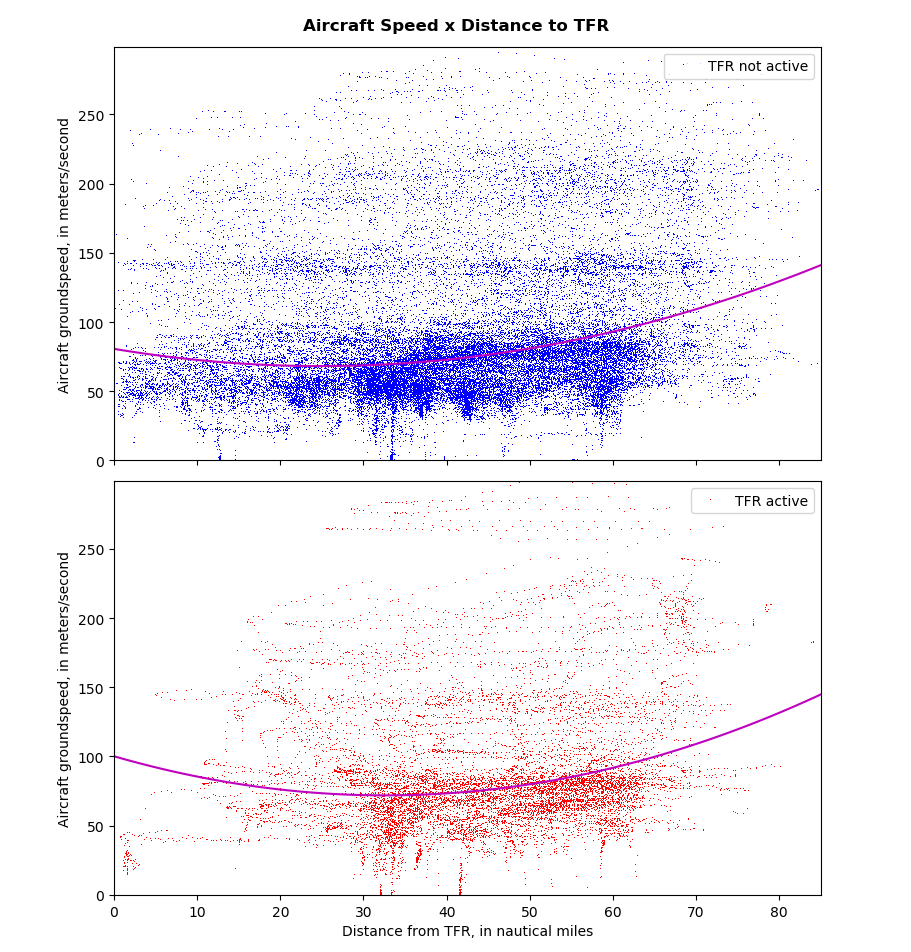 Aircraft Speed x Distance to TFR
TFR not active
Aircraft groundspeed, in meters/second
250
200
150
100
50
0
TFR active
Aircraft groundspeed, in meters/second
250
200
150
100
50
0
0 10 20 30 40 50 60 70 80
Distance from TFR, in nautical miles